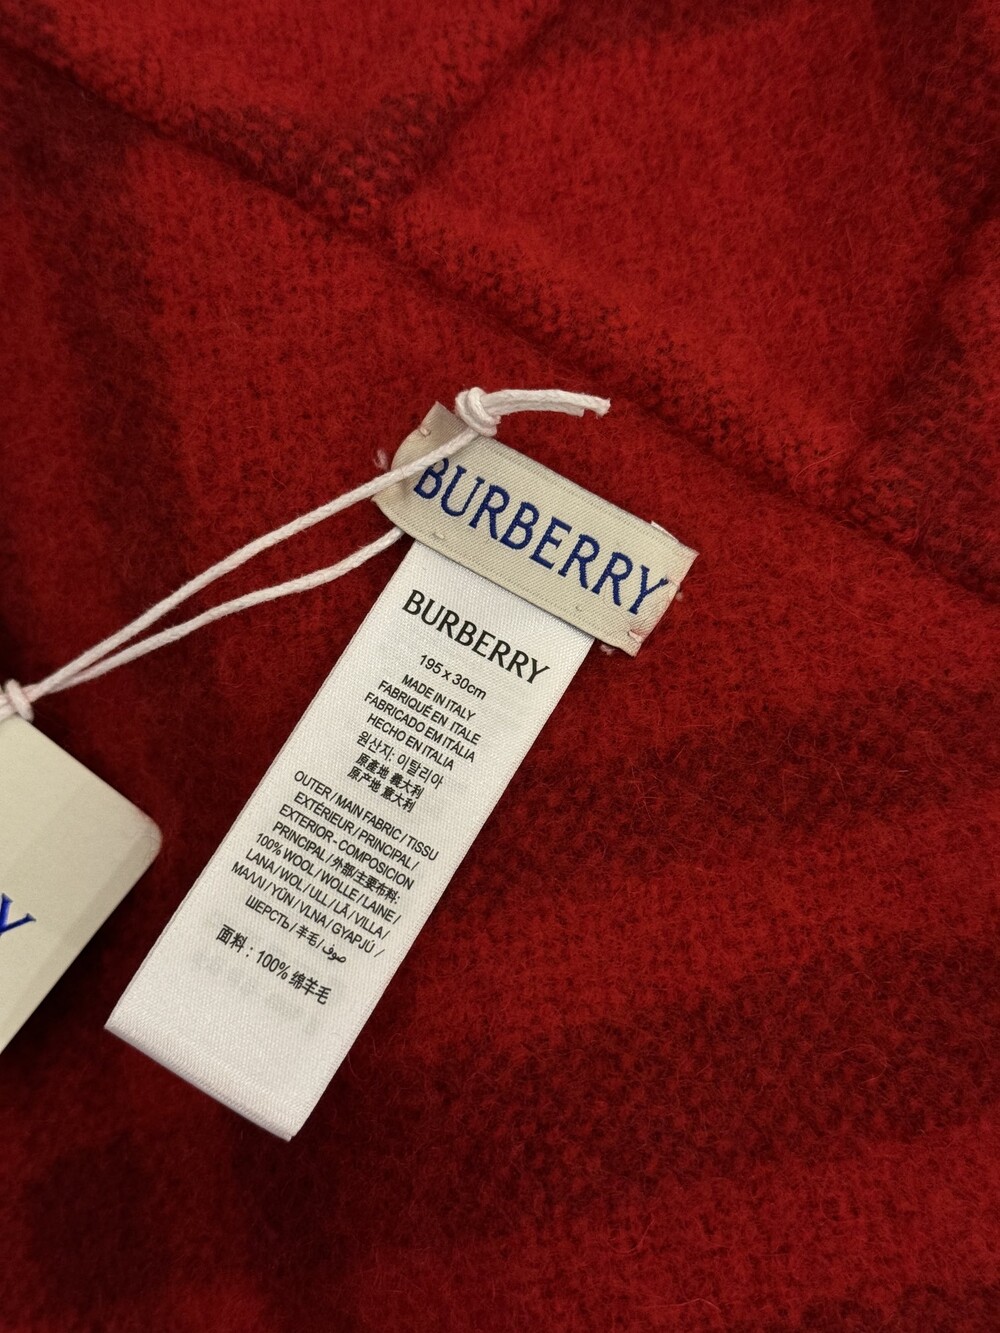 BURBERRY
BURBERRY
195 x 30cm
MADE IN ITALY
FABRIQUÉ EN ITALE
FABRICADO EM ITÁLIA
HECHO EN ITALIA
원산지: 이탈리아
原產地 義大利
原产地 意大利
OUTER / MAIN FABRIC / TISSU
EXTÉRIEUR / PRINCIPAL /
EXTERIOR - COMPOSICION
PRINCIPAL / 外部/主要布料:
100% WOOL / WOLLE / LAINE /
LANA / WOL / ULL / LÃ / VILLA /
ΜΑΛΛΙ / YÜN / VLNA / GYAPJÚ /
ШЕРСТЬ / 羊毛 / صوف
面料：100% 绵羊毛
Y